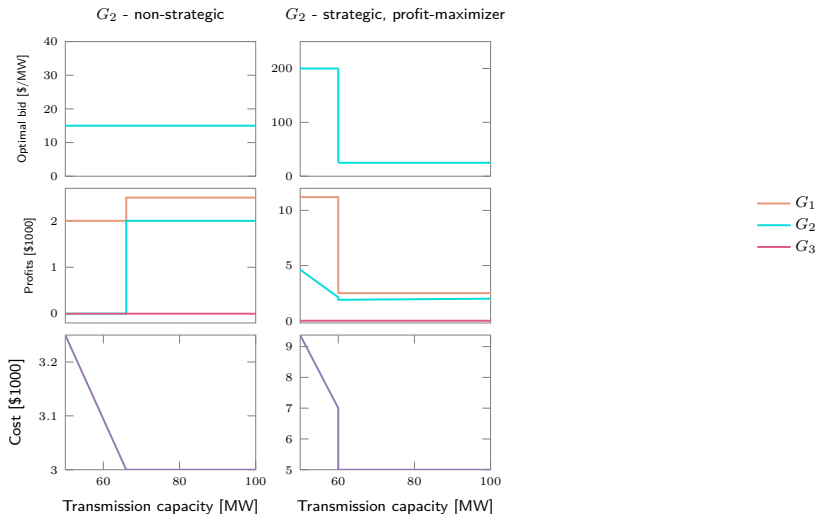 G2 - non-strategic
G2 - strategic, profit-maximizer
Optimal bid [$/MW]
40
30
20
10
0
200
100
0
Profits [$1000]
2
1
0
10
5
0
G1
G2
G3
Cost [$1000]
3.2
3.1
3
9
8
7
6
5
60
80
100
60
80
100
Transmission capacity [MW]
Transmission capacity [MW]